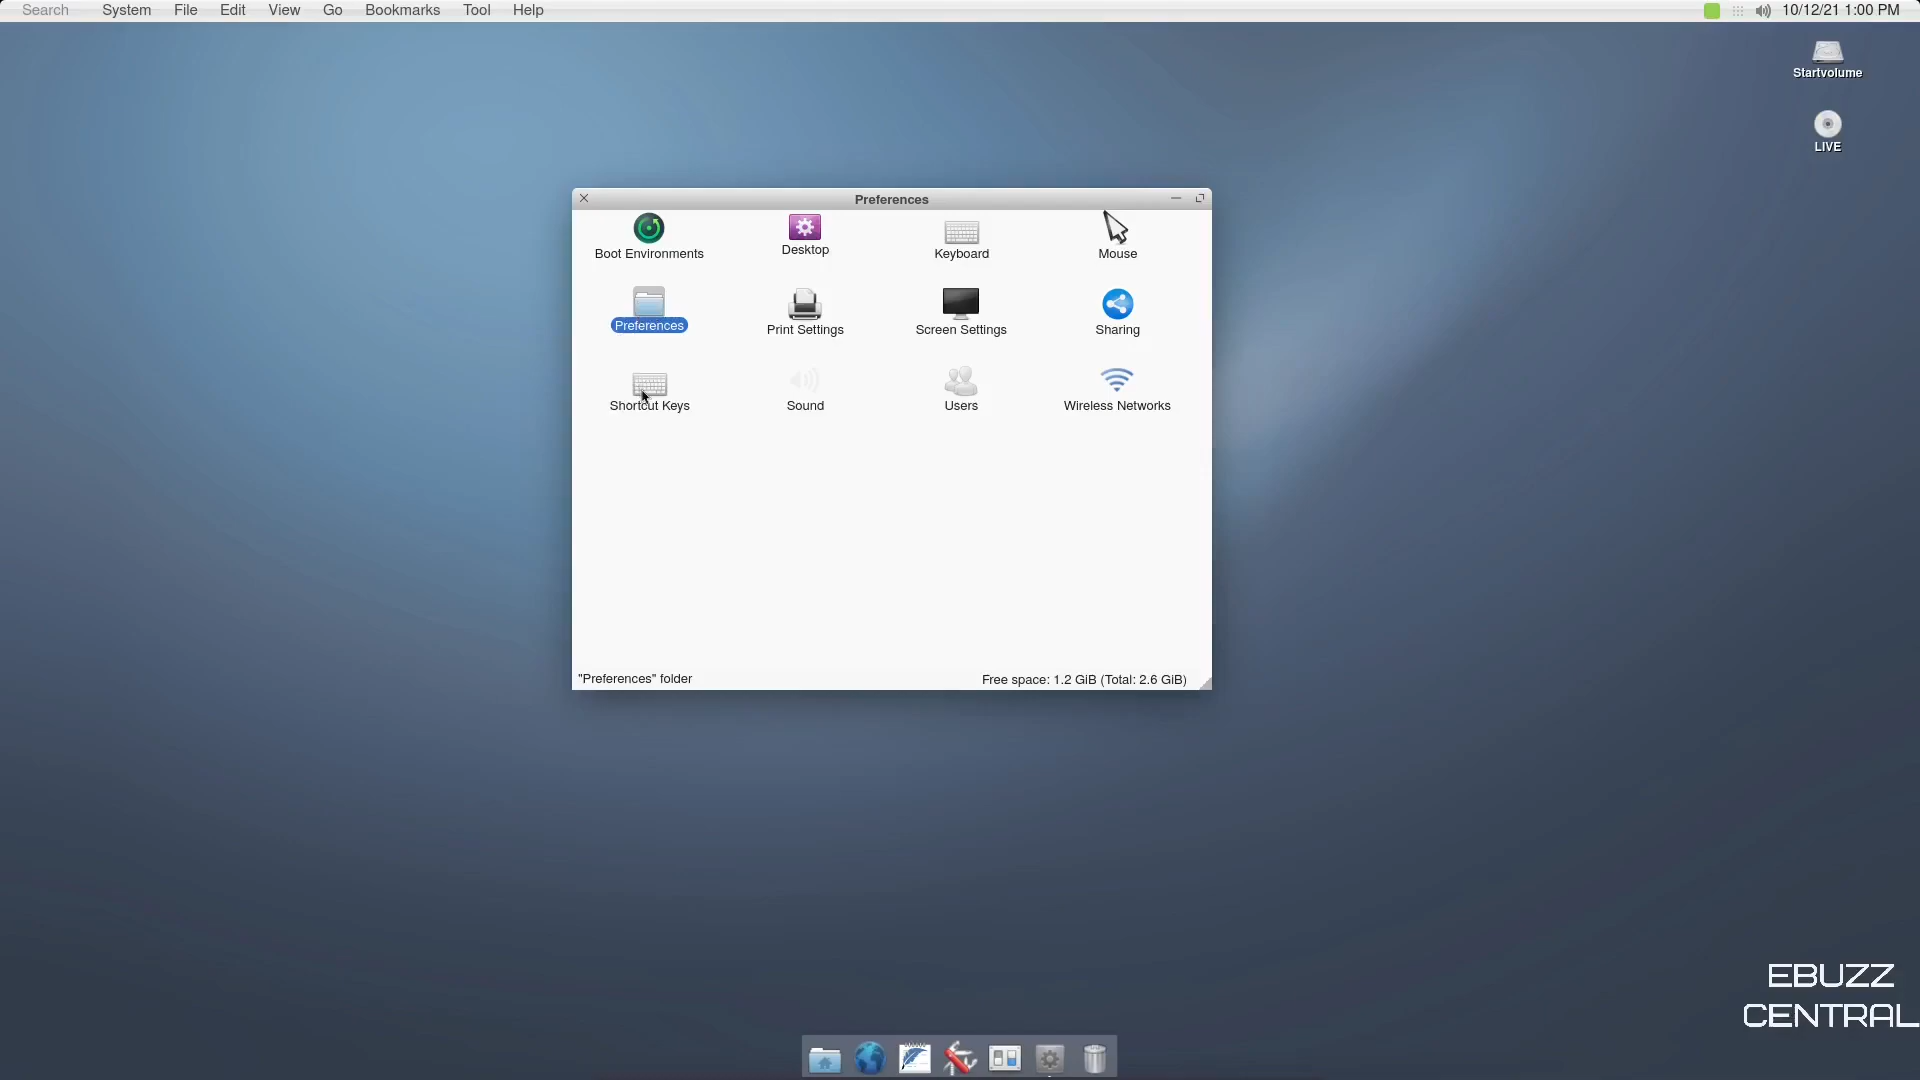 Search System File Edit View Go Bookmarks Tool Help 10/12/21 1:00 PM
Startvolume
LIVE
Preferences
Boot Environments Desktop Keyboard Mouse
Preferences Print Settings Screen Settings Sharing
Shortcut Keys Sound Users Wireless Networks
"Preferences" folder Free space: 1.2 GiB (Total: 2.6 GiB)
EBUZZ
CENTRAL